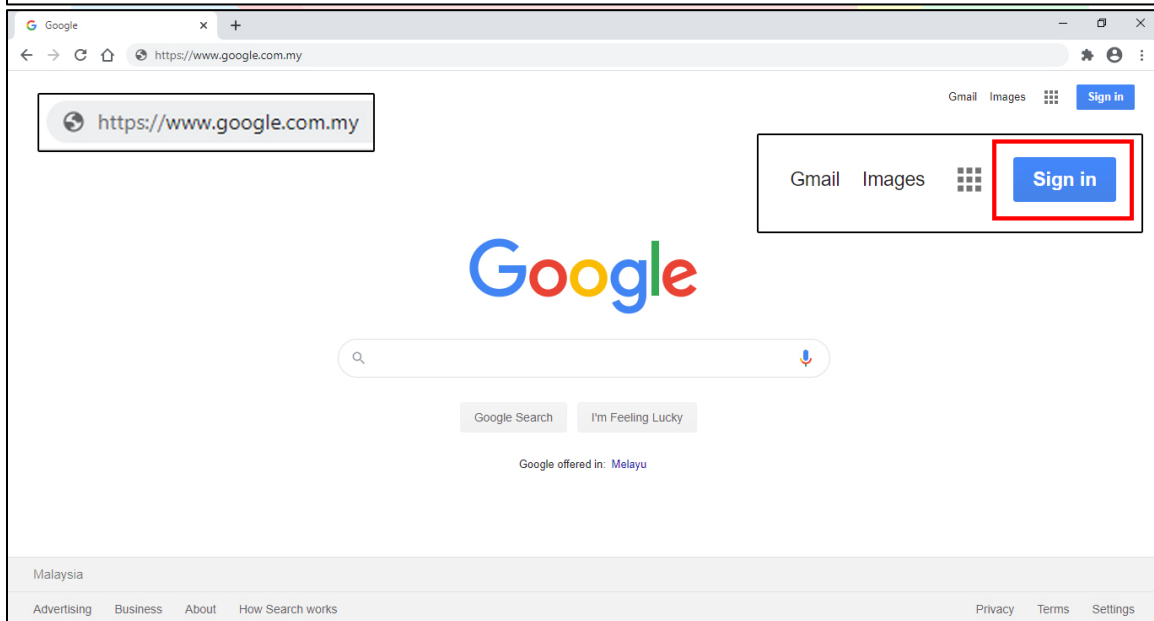 Google
https://www.google.com.my
Gmail Images Sign in
https://www.google.com.my
Gmail Images Sign in
Google
Google Search I'm Feeling Lucky
Google offered in: Melayu
Malaysia
Advertising Business About How Search works Privacy Terms Settings